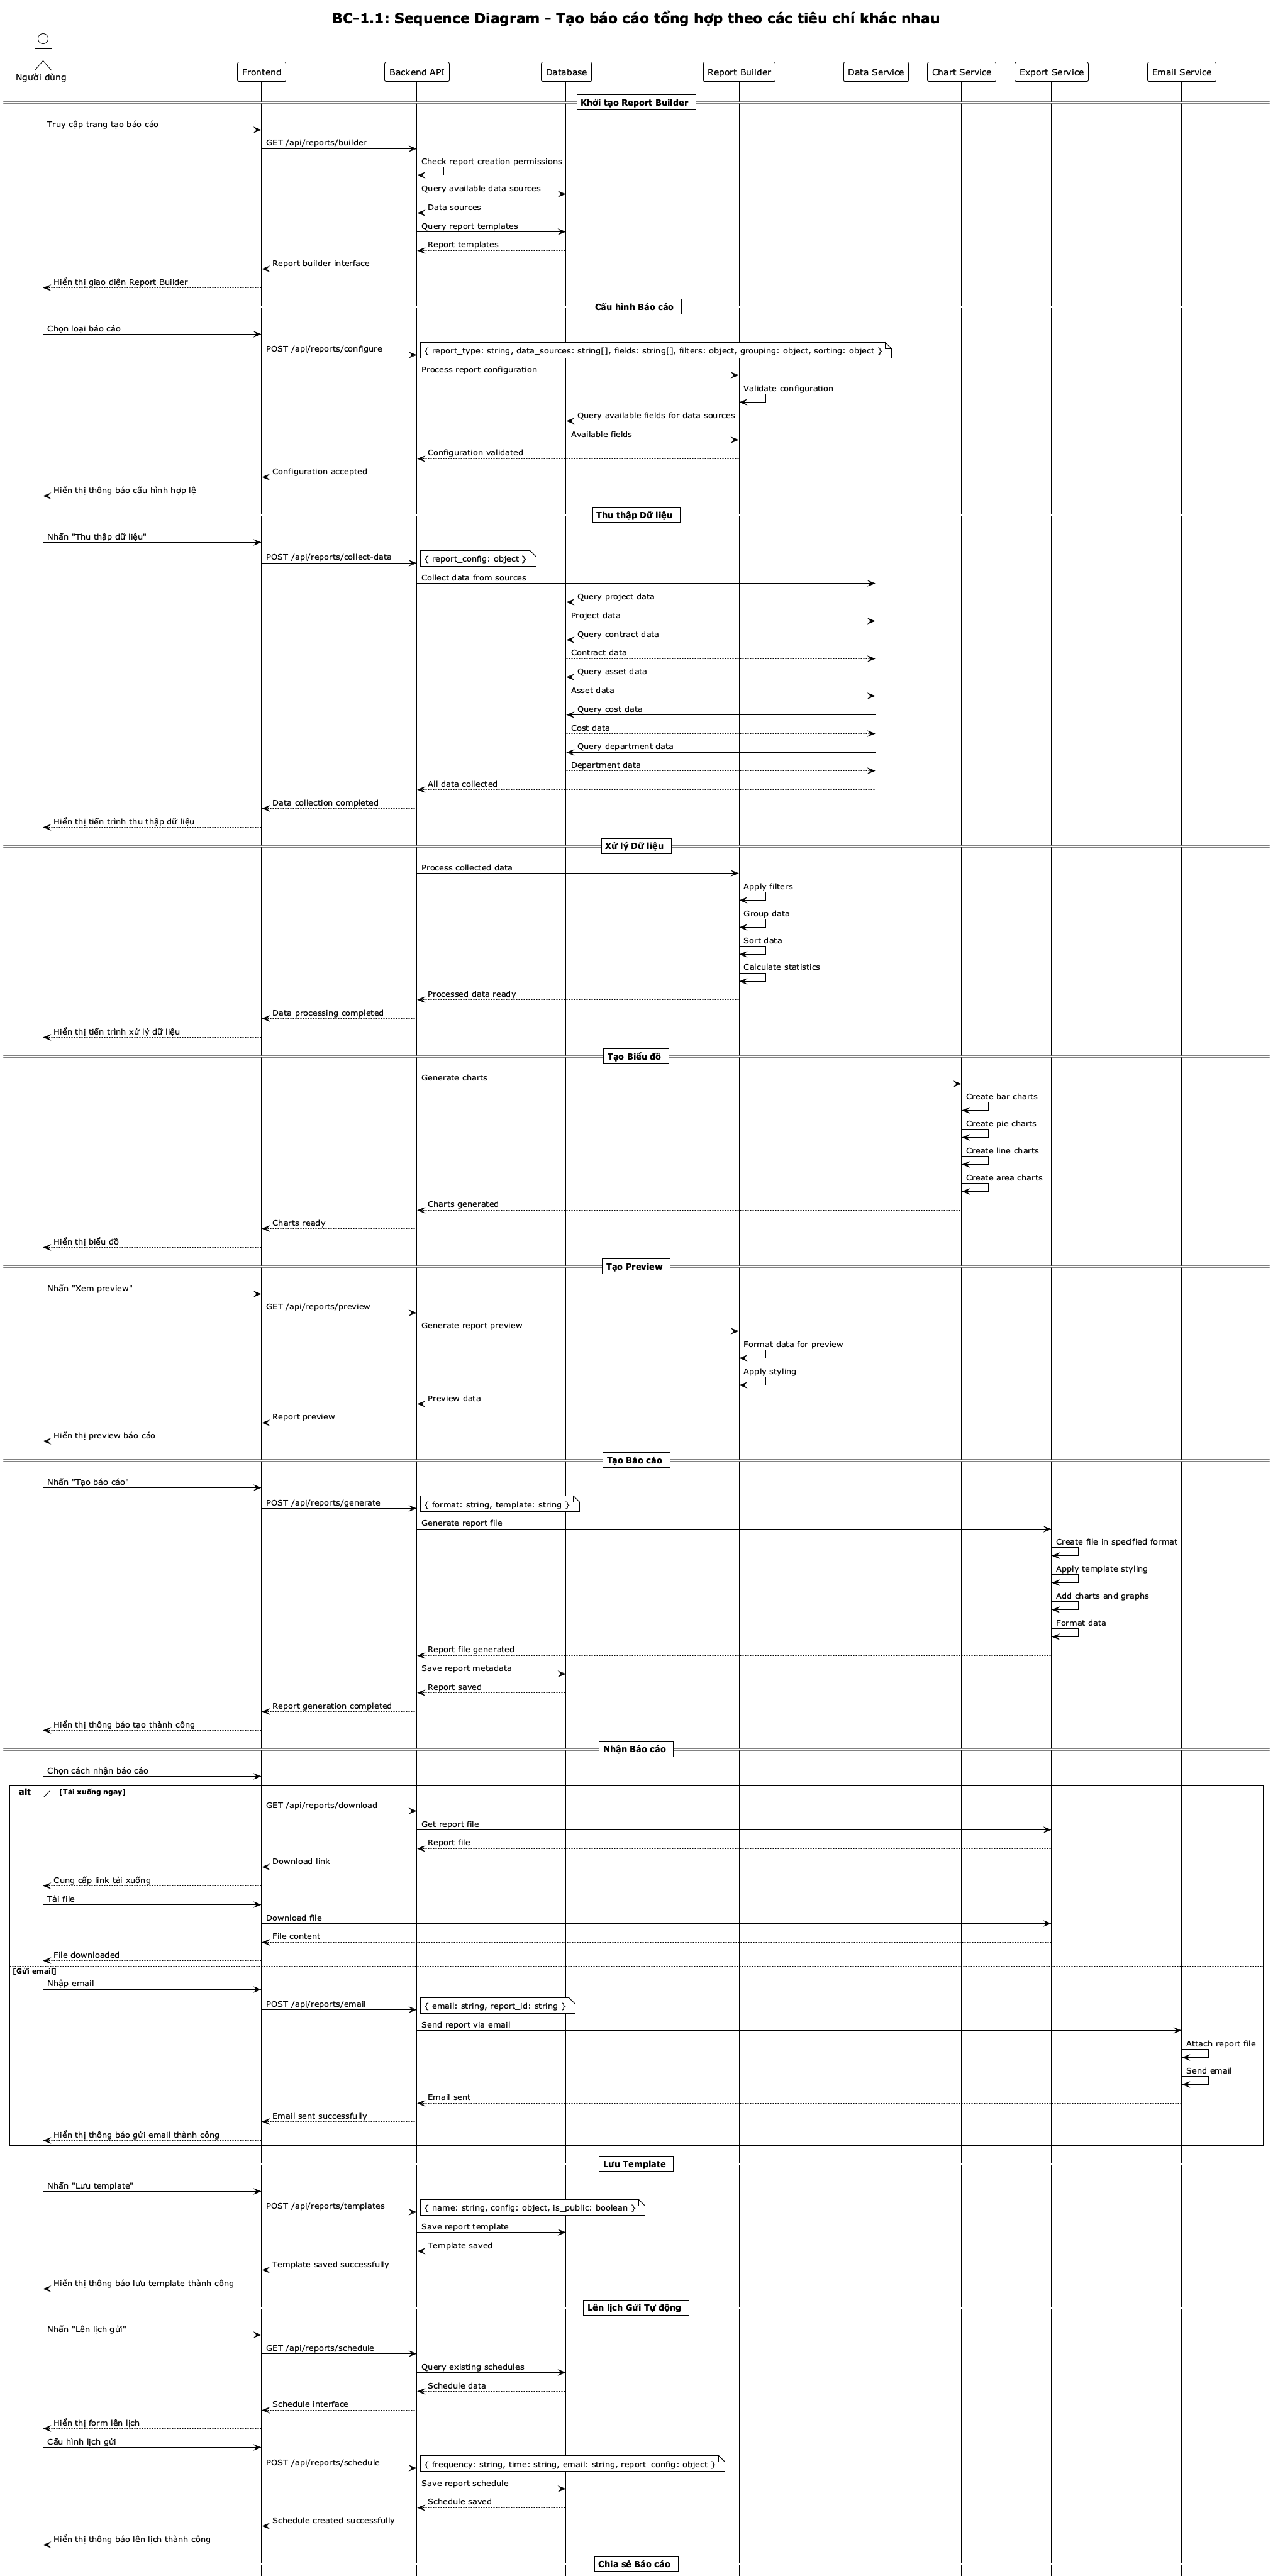 BC-1.1: Sequence Diagram - Tạo báo cáo tổng hợp theo các tiêu chí khác nhau
Người dùng
Frontend
Backend API
Database
Report Builder
Data Service
Chart Service
Export Service
Email Service
Khởi tạo Report Builder
Truy cập trang tạo báo cáo
GET /api/reports/builder
Check report creation permissions
Query available data sources
Data sources
Query report templates
Report templates
Report builder interface
Hiển thị giao diện Report Builder
Cấu hình Báo cáo
Chọn loại báo cáo
POST /api/reports/configure
{ report_type: string, data_sources: string[], fields: string[], filters: object, grouping: object, sorting: object }
Process report configuration
Validate configuration
Query available fields for data sources
Available fields
Configuration validated
Configuration accepted
Hiển thị thông báo cấu hình hợp lệ
Thu thập Dữ liệu
Nhấn "Thu thập dữ liệu"
POST /api/reports/collect-data
{ report_config: object }
Collect data from sources
Query project data
Project data
Query contract data
Contract data
Query asset data
Asset data
Query cost data
Cost data
Query department data
Department data
All data collected
Data collection completed
Hiển thị tiến trình thu thập dữ liệu
Xử lý Dữ liệu
Process collected data
Apply filters
Group data
Sort data
Calculate statistics
Processed data ready
Data processing completed
Hiển thị tiến trình xử lý dữ liệu
Tạo Biểu đồ
Generate charts
Create bar charts
Create pie charts
Create line charts
Create area charts
Charts generated
Charts ready
Hiển thị biểu đồ
Tạo Preview
Nhấn "Xem preview"
GET /api/reports/preview
Generate report preview
Format data for preview
Apply styling
Preview data
Report preview
Hiển thị preview báo cáo
Tạo Báo cáo
Nhấn "Tạo báo cáo"
POST /api/reports/generate
{ format: string, template: string }
Generate report file
Create file in specified format
Apply template styling
Add charts and graphs
Format data
Report file generated
Save report metadata
Report saved
Report generation completed
Hiển thị thông báo tạo thành công
Nhận Báo cáo
Chọn cách nhận báo cáo
alt [Tải xuống ngay]
GET /api/reports/download
Get report file
Report file
Download link
Cung cấp link tải xuống
Tải file
Download file
File content
File downloaded
[Gửi email]
Nhập email
POST /api/reports/email
{ email: string, report_id: string }
Send report via email
Attach report file
Send email
Email sent
Email sent successfully
Hiển thị thông báo gửi email thành công
Lưu Template
Nhấn "Lưu template"
POST /api/reports/templates
{ name: string, config: object, is_public: boolean }
Save report template
Template saved
Template saved successfully
Hiển thị thông báo lưu template thành công
Lên lịch Gửi Tự động
Nhấn "Lên lịch gửi"
GET /api/reports/schedule
Query existing schedules
Schedule data
Schedule interface
Hiển thị form lên lịch
Cấu hình lịch gửi
POST /api/reports/schedule
{ frequency: string, time: string, email: string, report_config: object }
Save report schedule
Schedule saved
Schedule created successfully
Hiển thị thông báo lên lịch thành công
Chia sẻ Báo cáo